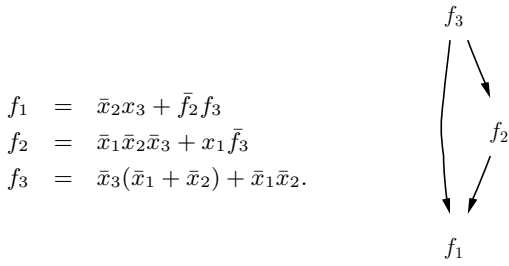 f₁ = x̄₂x₃ + f̄₂f₃
f₂ = x̄₁x̄₂x̄₃ + x₁f̄₃
f₃ = x̄₃(x̄₁ + x̄₂) + x̄₁x̄₂.
f₃
f₂
f₁